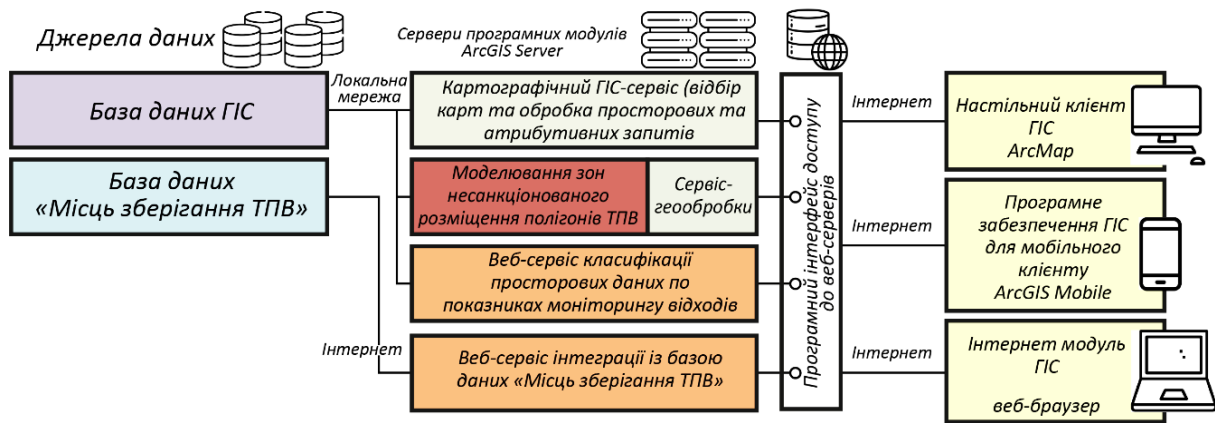 Джерела даних
База даних ГІС
База даних
«Місць зберігання ТПВ»
Локальна
мережа
Інтернет
Сервери програмних модулів
ArcGIS Server
Картографічний ГІС-сервіс (відбір
карт та обробка просторових та
атрибутивних запитів
Моделювання зон
несанкціонованого
розміщення полігонів ТПВ
Сервіс-
геообробки
Веб-сервіс класифікації
просторових даних по
показниках моніторингу відходів
Веб-сервіс інтеграції із базою
даних «Місць зберігання ТПВ»
Програмний інтерфейс доступу
до веб-серверів
Інтернет
Настільний клієнт
ГІС
ArcMap
Інтернет
Програмне
забезпечення ГІС
для мобільного
клієнту
ArcGIS Mobile
Інтернет
Інтернет модуль
ГІС
веб-браузер